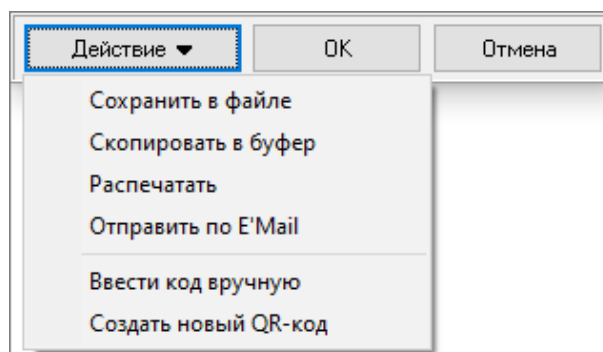 Действие ▼ OK Отмена
Сохранить в файле
Скопировать в буфер
Распечатать
Отправить по E'Mail
Ввести код вручную
Создать новый QR-код